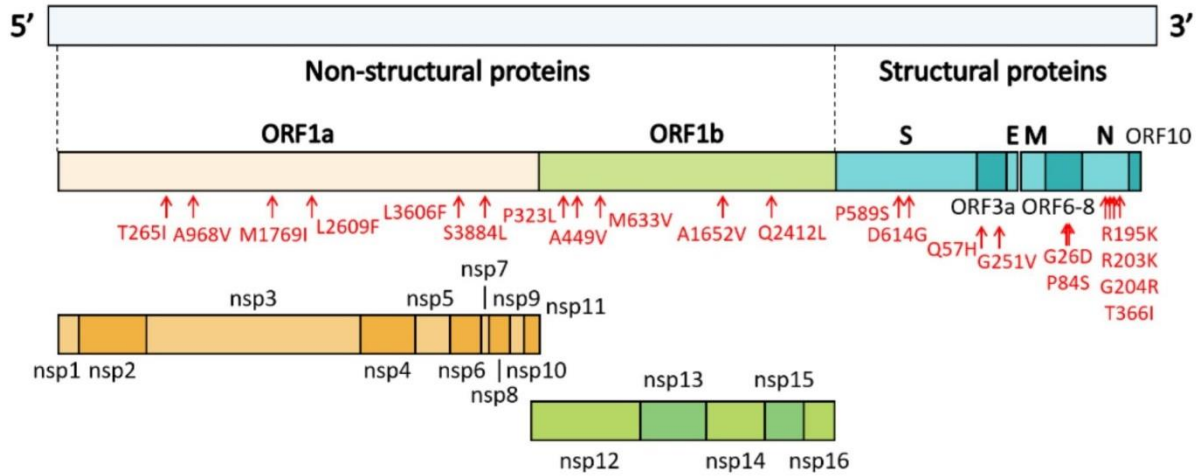 5’ 3’
Non-structural proteins Structural proteins
ORF1a ORF1b S E M N ORF10
T265I A968V M1769I L2609F L3606F S3884L P323L A449V M633V A1652V Q2412L P589S D614G ORF3a ORF6-8
Q57H G251V G26D P84S R195K
R203K
G204R
T366I
nsp7
nsp3 nsp5 nsp9 nsp11
nsp1 nsp2 nsp4 nsp6 nsp10
nsp8
nsp13 nsp15
nsp12 nsp14 nsp16